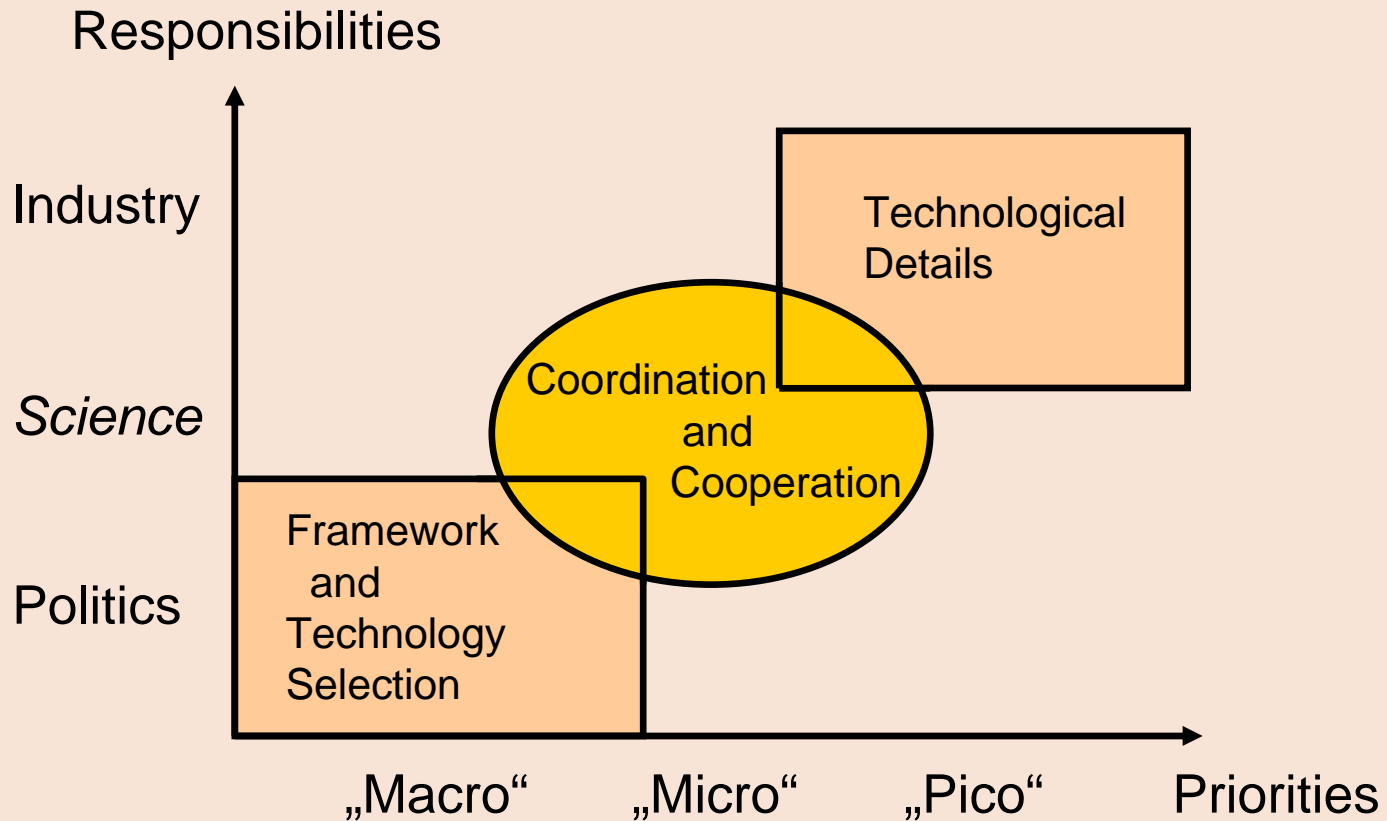 Responsibilities
Industry
Technological
Details
Coordination
and
Cooperation
Science
Framework
and
Technology
Selection
Politics
„Macro“ „Micro“ „Pico“ Priorities